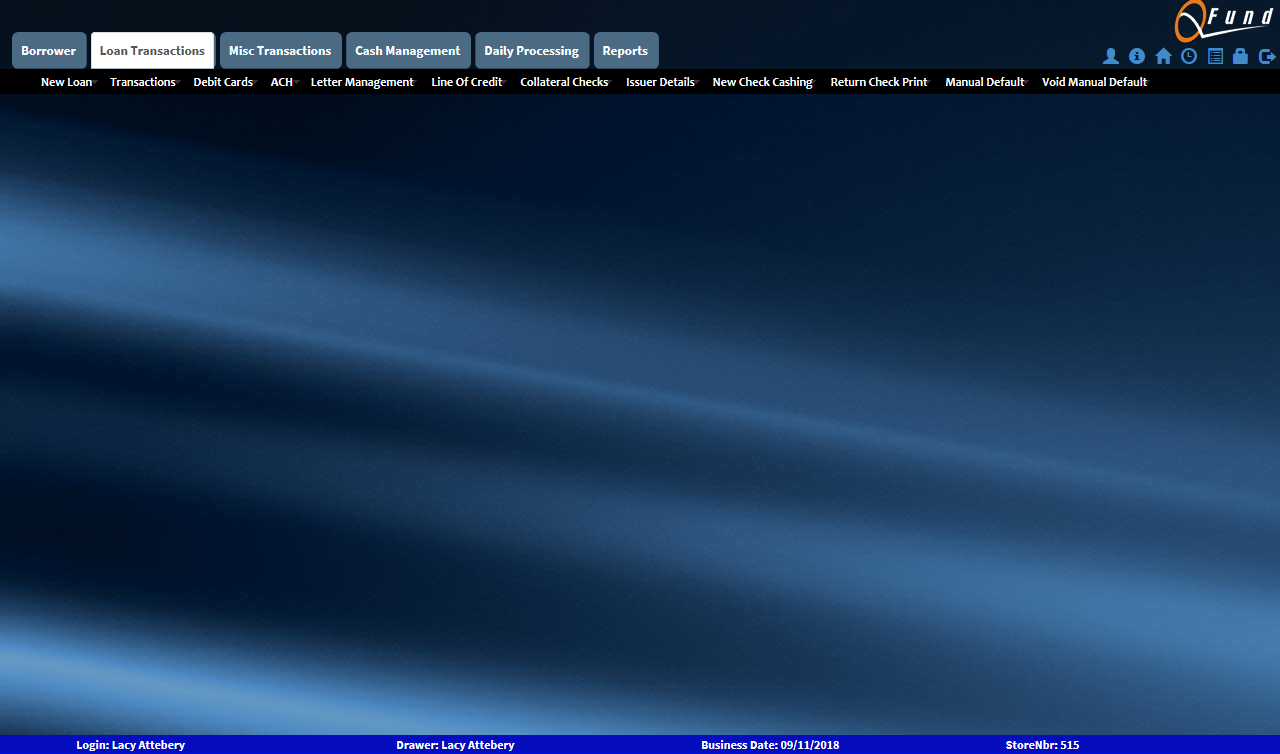 Fund
Borrower Loan Transactions Misc Transactions Cash Management Daily Processing Reports
New Loan Transactions Debit Cards ACH Letter Management Line Of Credit Collateral Checks Issuer Details New Check Cashing Return Check Print Manual Default Void Manual Default
Login: Lacy Attebery Drawer: Lacy Attebery Business Date: 09/11/2018 StoreNbr: 515